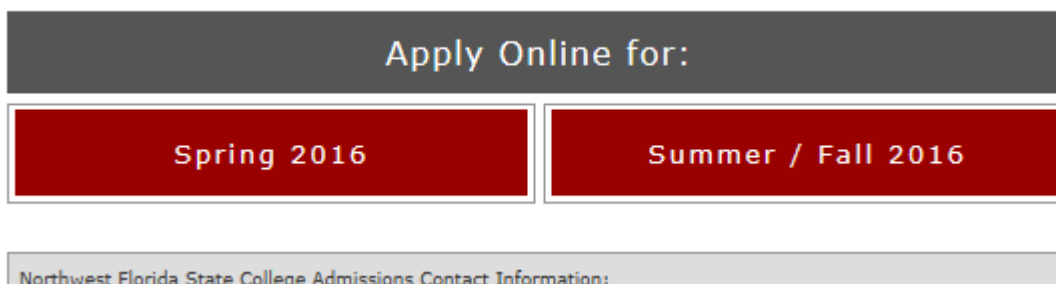 Apply Online for:
Spring 2016
Summer / Fall 2016
Northwest Florida State College Admissions Contact Information: